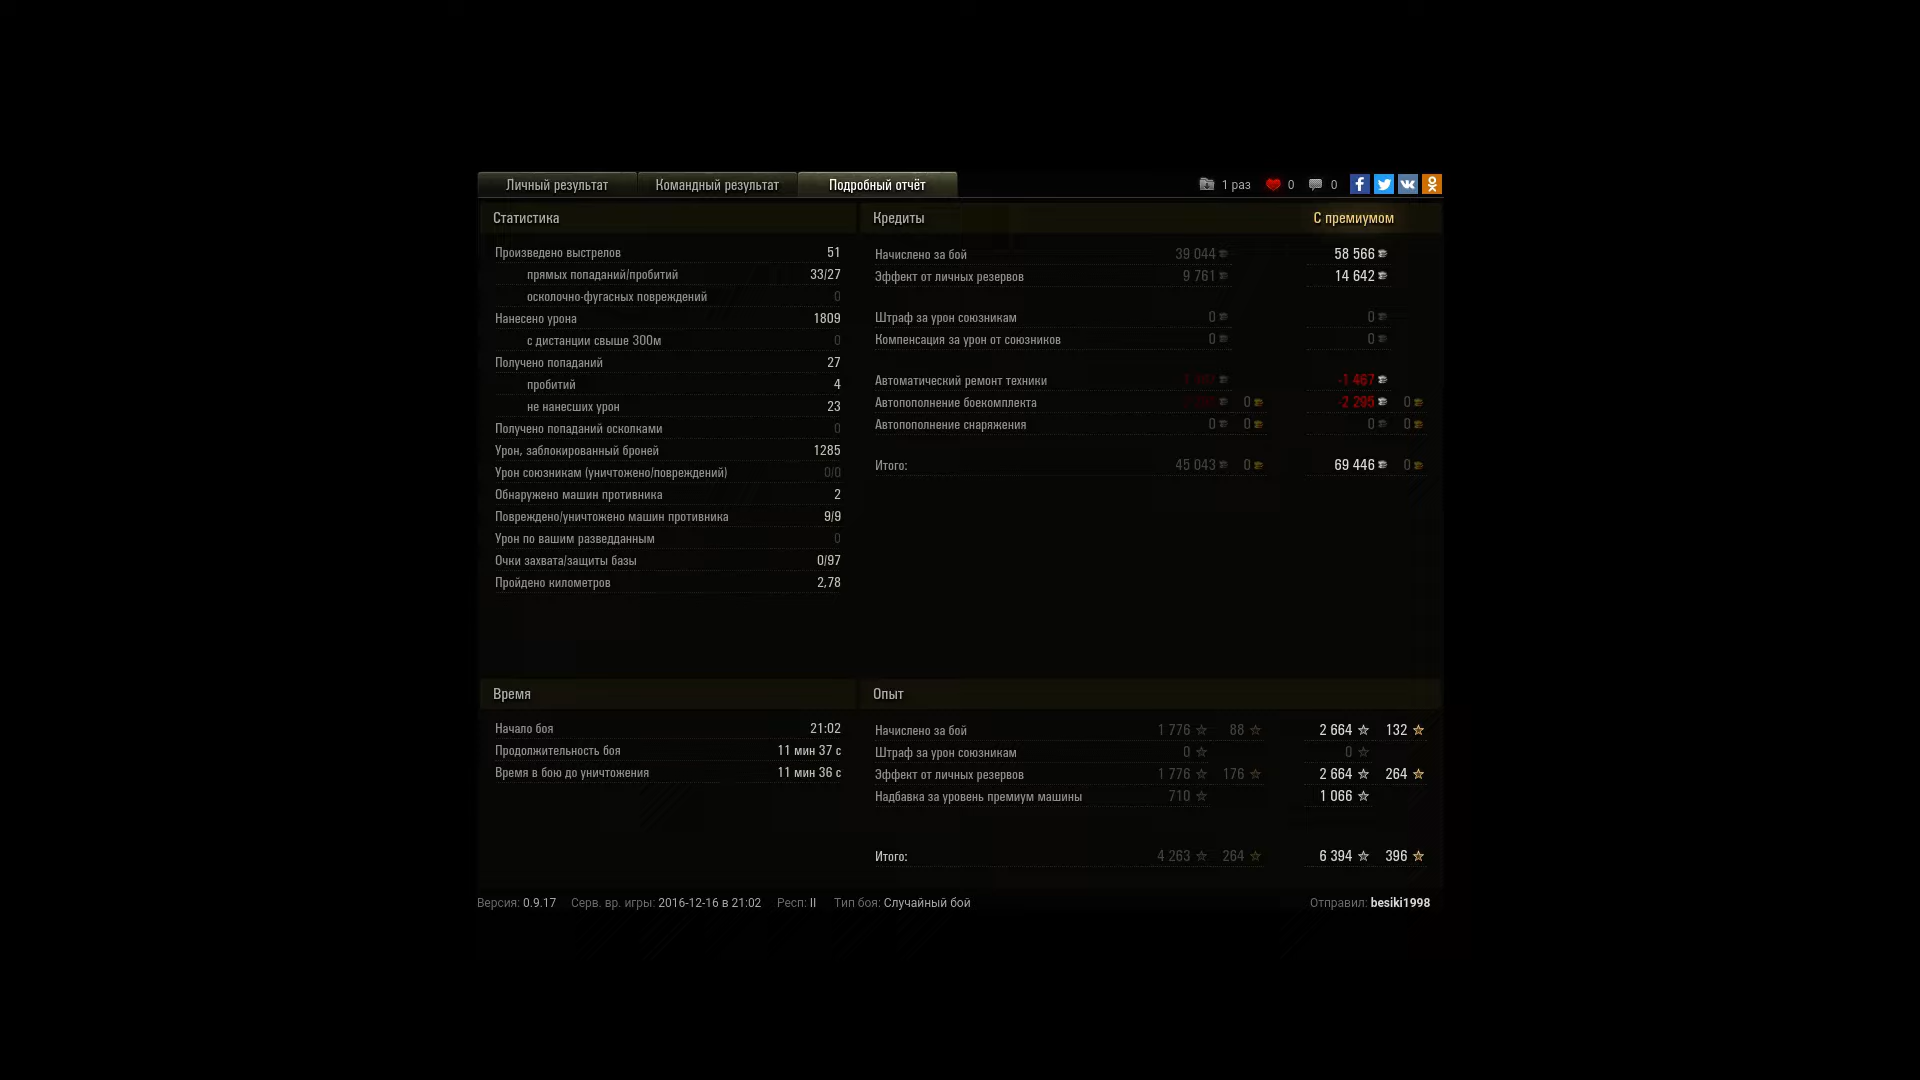 Личный результат Командный результат Подробный отчёт 1 раз 0 0
Статистика
Произведено выстрелов 51
прямых попаданий/пробитий 33/27
осколочно-фугасных повреждений 0
Нанесено урона 1809
с дистанции свыше 300м 0
Получено попаданий 27
пробитий 4
не нанесших урон 23
Получено попаданий осколками 0
Урон, заблокированный броней 1285
Урон союзникам (уничтожено/повреждений) 0/0
Обнаружено машин противника 2
Повреждено/уничтожено машин противника 9/9
Урон по вашим разведданным 0
Очки захвата/защиты базы 0/97
Пройдено километров 2,78
Кредиты С премиумом
Начислено за бой 39 044 58 566
Эффект от личных резервов 9 761 14 642
Штраф за урон союзникам 0 0
Компенсация за урон от союзников 0 0
Автоматический ремонт техники -1 467
Автопополнение боекомплекта 0 -2 295 0
Автопополнение снаряжения 0 0 0 0
Итого: 45 043 0 69 446 0
Время
Начало боя 21:02
Продолжительность боя 11 мин 37 с
Время в бою до уничтожения 11 мин 36 с
Опыт
Начислено за бой 1 776 88 2 664 132
Штраф за урон союзникам 0 0
Эффект от личных резервов 1 776 176 2 664 264
Надбавка за уровень премиум машины 710 1 066
Итого: 4 263 264 6 394 396
Версия: 0.9.17 Серв. вр. игры: 2016-12-16 в 21:02 Респ: II Тип боя: Случайный бой Отправил: besiki1998